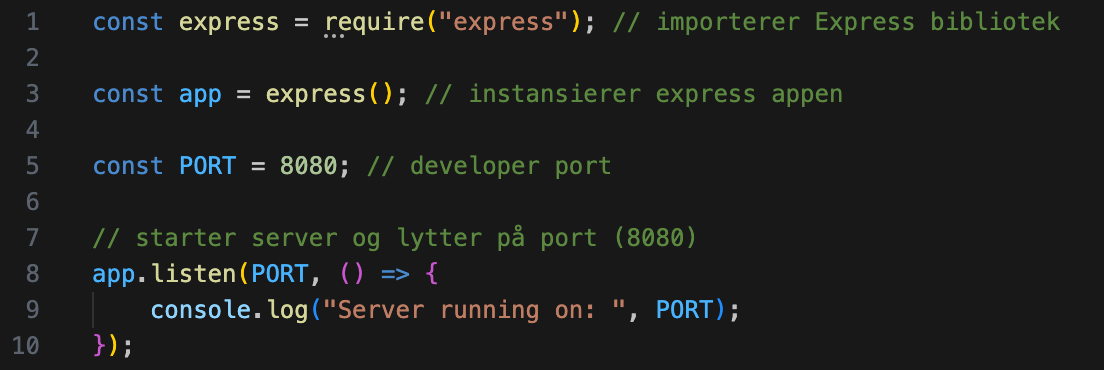 1 const express = require("express"); // importerer Express bibliotek
2
3 const app = express(); // instansierer express appen
4
5 const PORT = 8080; // developer port
6
7 // starter server og lytter på port (8080)
8 app.listen(PORT, () => {
9     console.log("Server running on: ", PORT);
10 });